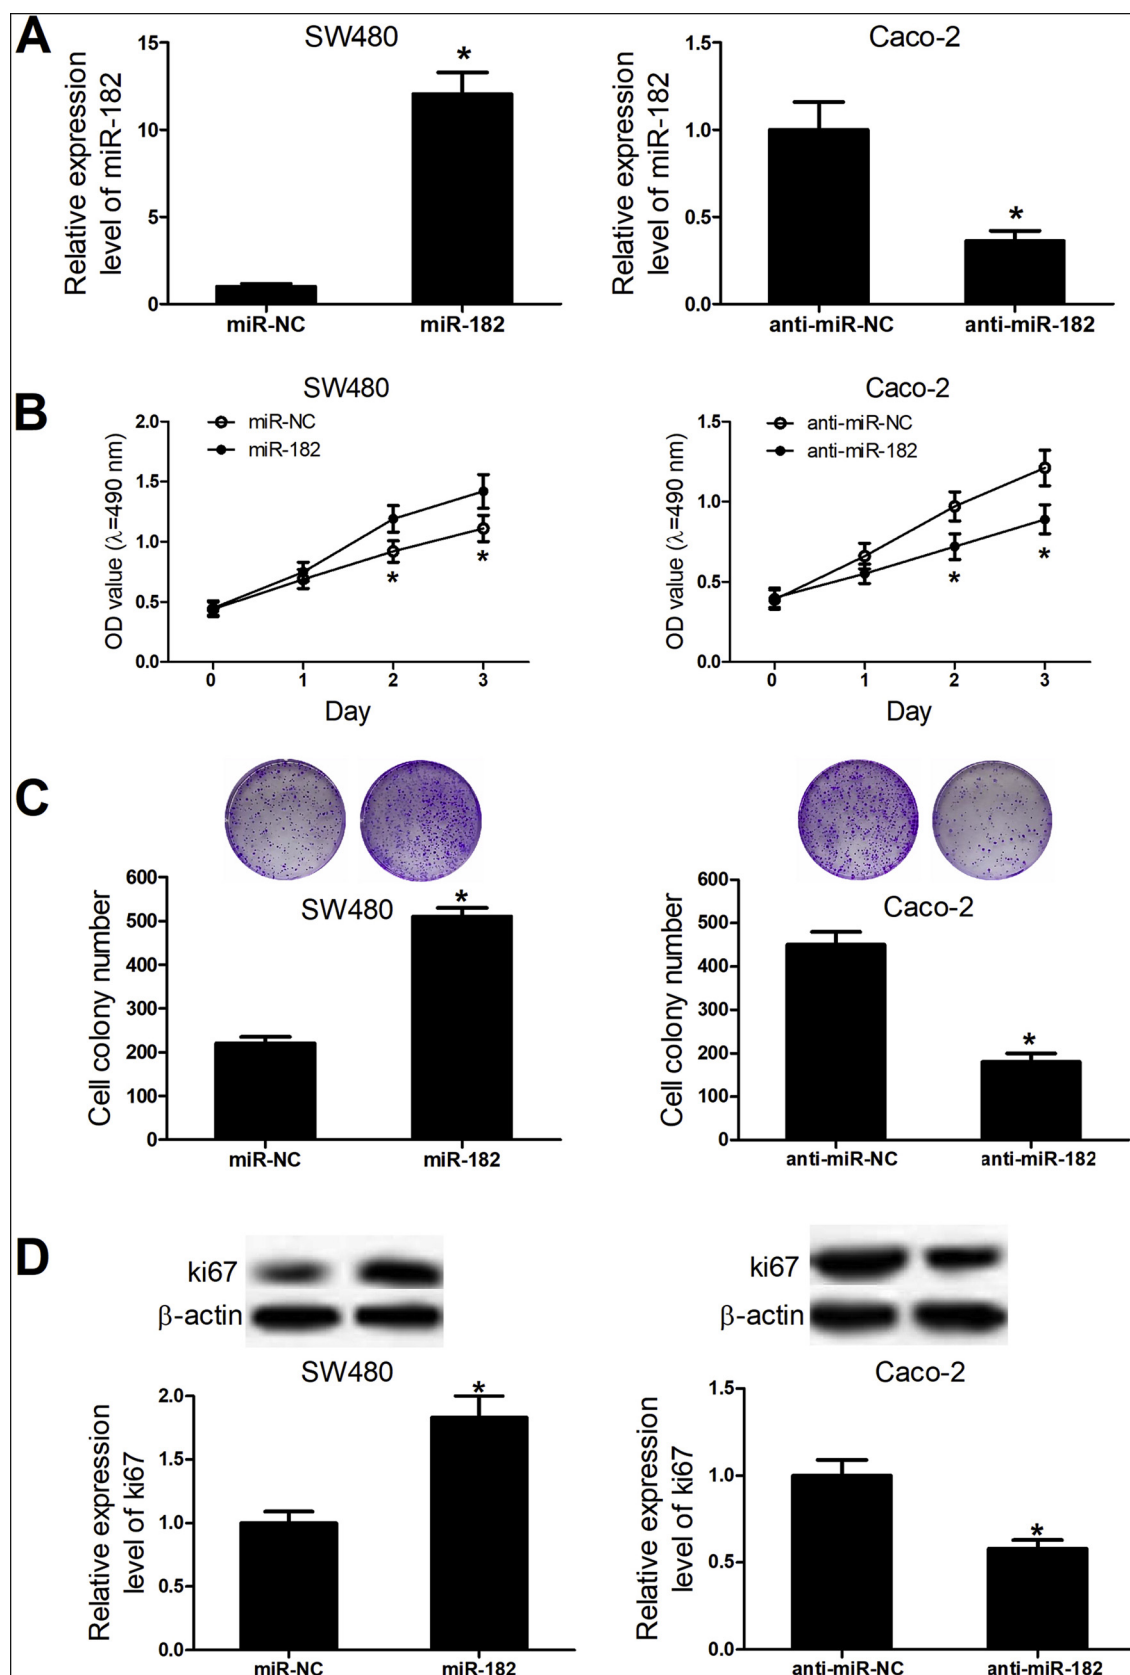 A
SW480
Relative expression
level of miR-182
15
10
5
0
*
miR-NC
miR-182
Caco-2
Relative expression
level of miR-182
1.5
1.0
0.5
0.0
*
anti-miR-NC
anti-miR-182
B
SW480
miR-NC
miR-182
OD value (λ=490 nm)
2.0
1.5
1.0
0.5
0.0
*
*
0
1
2
3
Day
Caco-2
anti-miR-NC
anti-miR-182
OD value (λ=490 nm)
1.5
1.0
0.5
0.0
*
*
0
1
2
3
Day
C
SW480
Cell colony number
600
500
400
300
200
100
0
*
miR-NC
miR-182
Caco-2
Cell colony number
600
500
400
300
200
100
0
*
anti-miR-NC
anti-miR-182
D
ki67
β-actin
SW480
Relative expression
level of ki67
2.0
1.5
1.0
0.5
0.0
*
miR-NC
miR-182
ki67
β-actin
Caco-2
Relative expression
level of ki67
1.5
1.0
0.5
0.0
*
anti-miR-NC
anti-miR-182